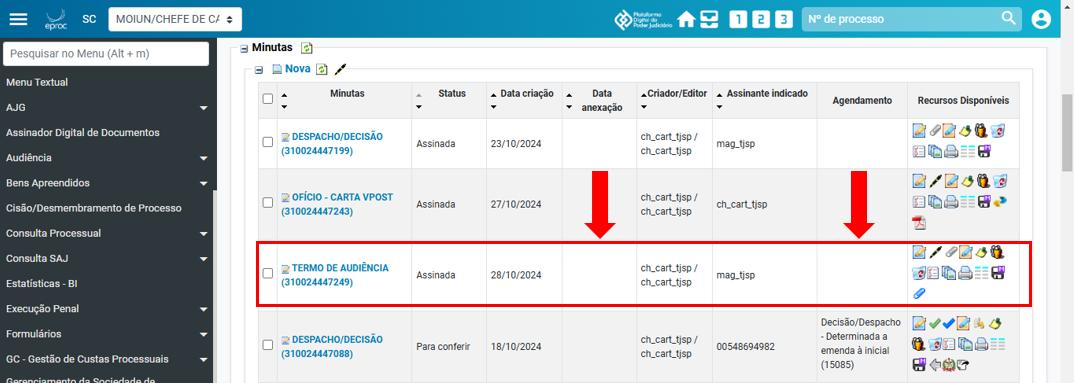 eproc
SC
MOIUN/CHEFE DE CA
Plataforma
Digital do
Poder Judiciário
1 2 3
Nº de processo
Pesquisar no Menu (Alt + m)
Menu Textual
AJG
Assinador Digital de Documentos
Audiência
Bens Apreendidos
Cisão/Desmembramento de Processo
Consulta Processual
Consulta SAJ
Estatísticas - BI
Execução Penal
Formulários
GC - Gestão de Custas Processuais
Gerenciamento da Sociedade de
Minutas
Nova
Minutas
Status
Data criação
Data
anexação
Criador/Editor
Assinante indicado
Agendamento
Recursos Disponíveis
DESPACHO/DECISÃO
(310024447199)
Assinada
23/10/2024
ch_cart_tjsp /
ch_cart_tjsp
mag_tjsp
OFÍCIO - CARTA VPOST
(310024447243)
Assinada
27/10/2024
ch_cart_tjsp /
ch_cart_tjsp
ch_cart_tjsp
TERMO DE AUDIÊNCIA
(310024447249)
Assinada
28/10/2024
ch_cart_tjsp /
ch_cart_tjsp
mag_tjsp
DESPACHO/DECISÃO
(310024447088)
Para conferir
18/10/2024
ch_cart_tjsp /
ch_cart_tjsp
00548694982
Decisão/Despacho
- Determinada a
emenda à inicial
(15085)